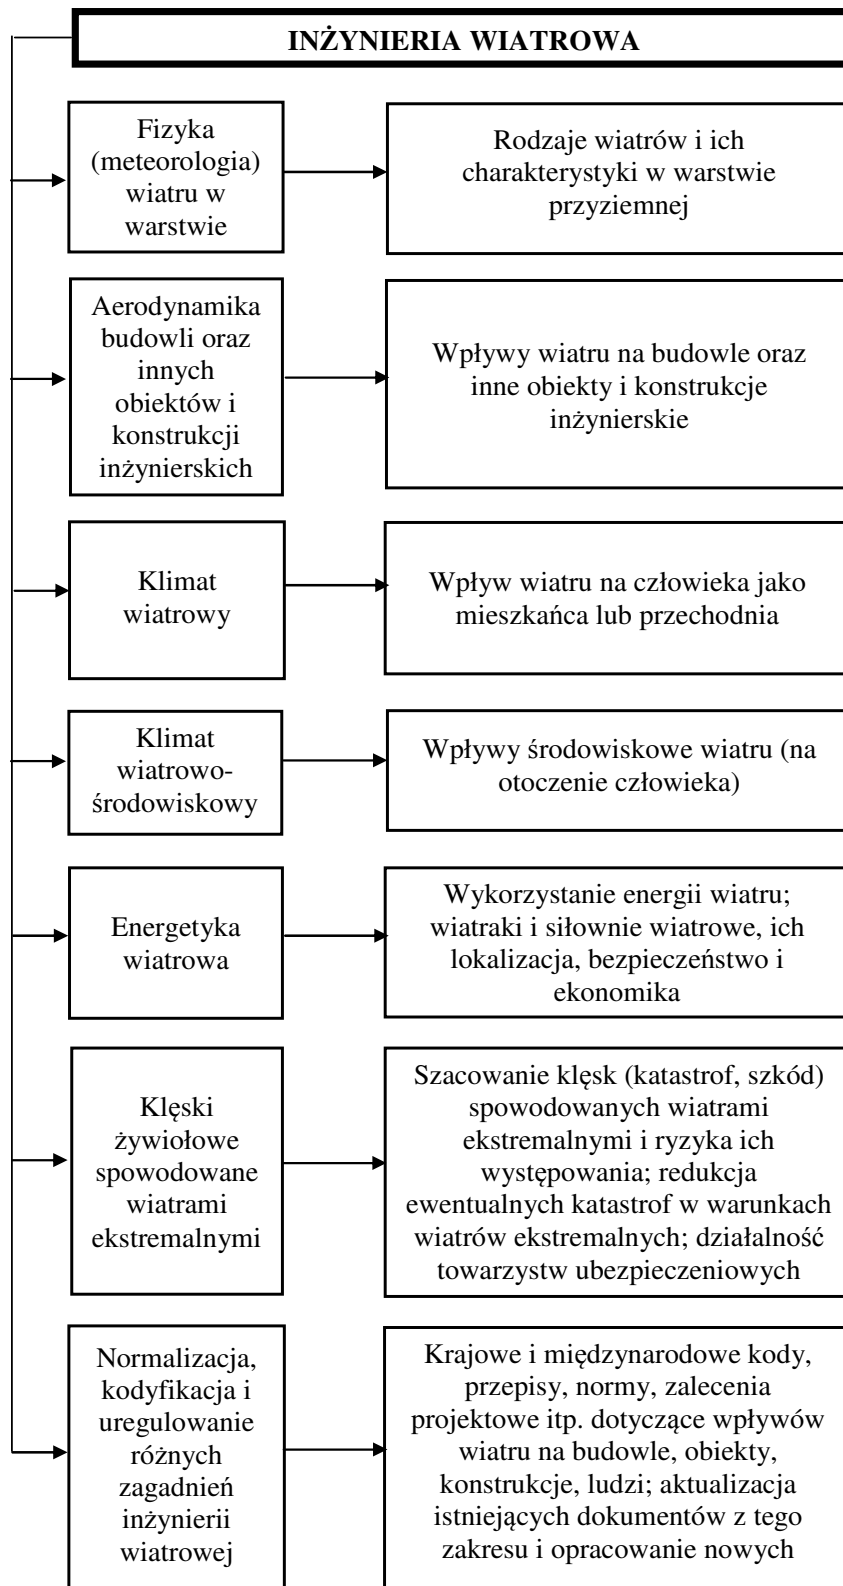 INŻYNIERIA WIATROWA
Fizyka
(meteorologia)
wiatru w
warstwie
Rodzaje wiatrów i ich
charakterystyki w warstwie
przyziemnej
Aerodynamika
budowli oraz
innych
obiektów i
konstrukcji
inżynierskich
Wpływy wiatru na budowle oraz
inne obiekty i konstrukcje
inżynierskie
Klimat
wiatrowy
Wpływ wiatru na człowieka jako
mieszkańca lub przechodnia
Klimat
wiatrowo-
środowiskowy
Wpływy środowiskowe wiatru (na
otoczenie człowieka)
Energetyka
wiatrowa
Wykorzystanie energii wiatru;
wiatraki i siłownie wiatrowe, ich
lokalizacja, bezpieczeństwo i
ekonomika
Klęski
żywiołowe
spowodowane
wiatrami
ekstremalnymi
Szacowanie klęsk (katastrof, szkód)
spowodowanych wiatrami
ekstremalnymi i ryzyka ich
występowania; redukcja
ewentualnych katastrof w warunkach
wiatrów ekstremalnych; działalność
towarzystw ubezpieczeniowych
Normalizacja,
kodyfikacja i
uregulowanie
różnych
zagadnień
inżynierii
wiatrowej
Krajowe i międzynarodowe kody,
przepisy, normy, zalecenia
projektowe itp. dotyczące wpływów
wiatru na budowle, obiekty,
konstrukcje, ludzi; aktualizacja
istniejących dokumentów z tego
zakresu i opracowanie nowych